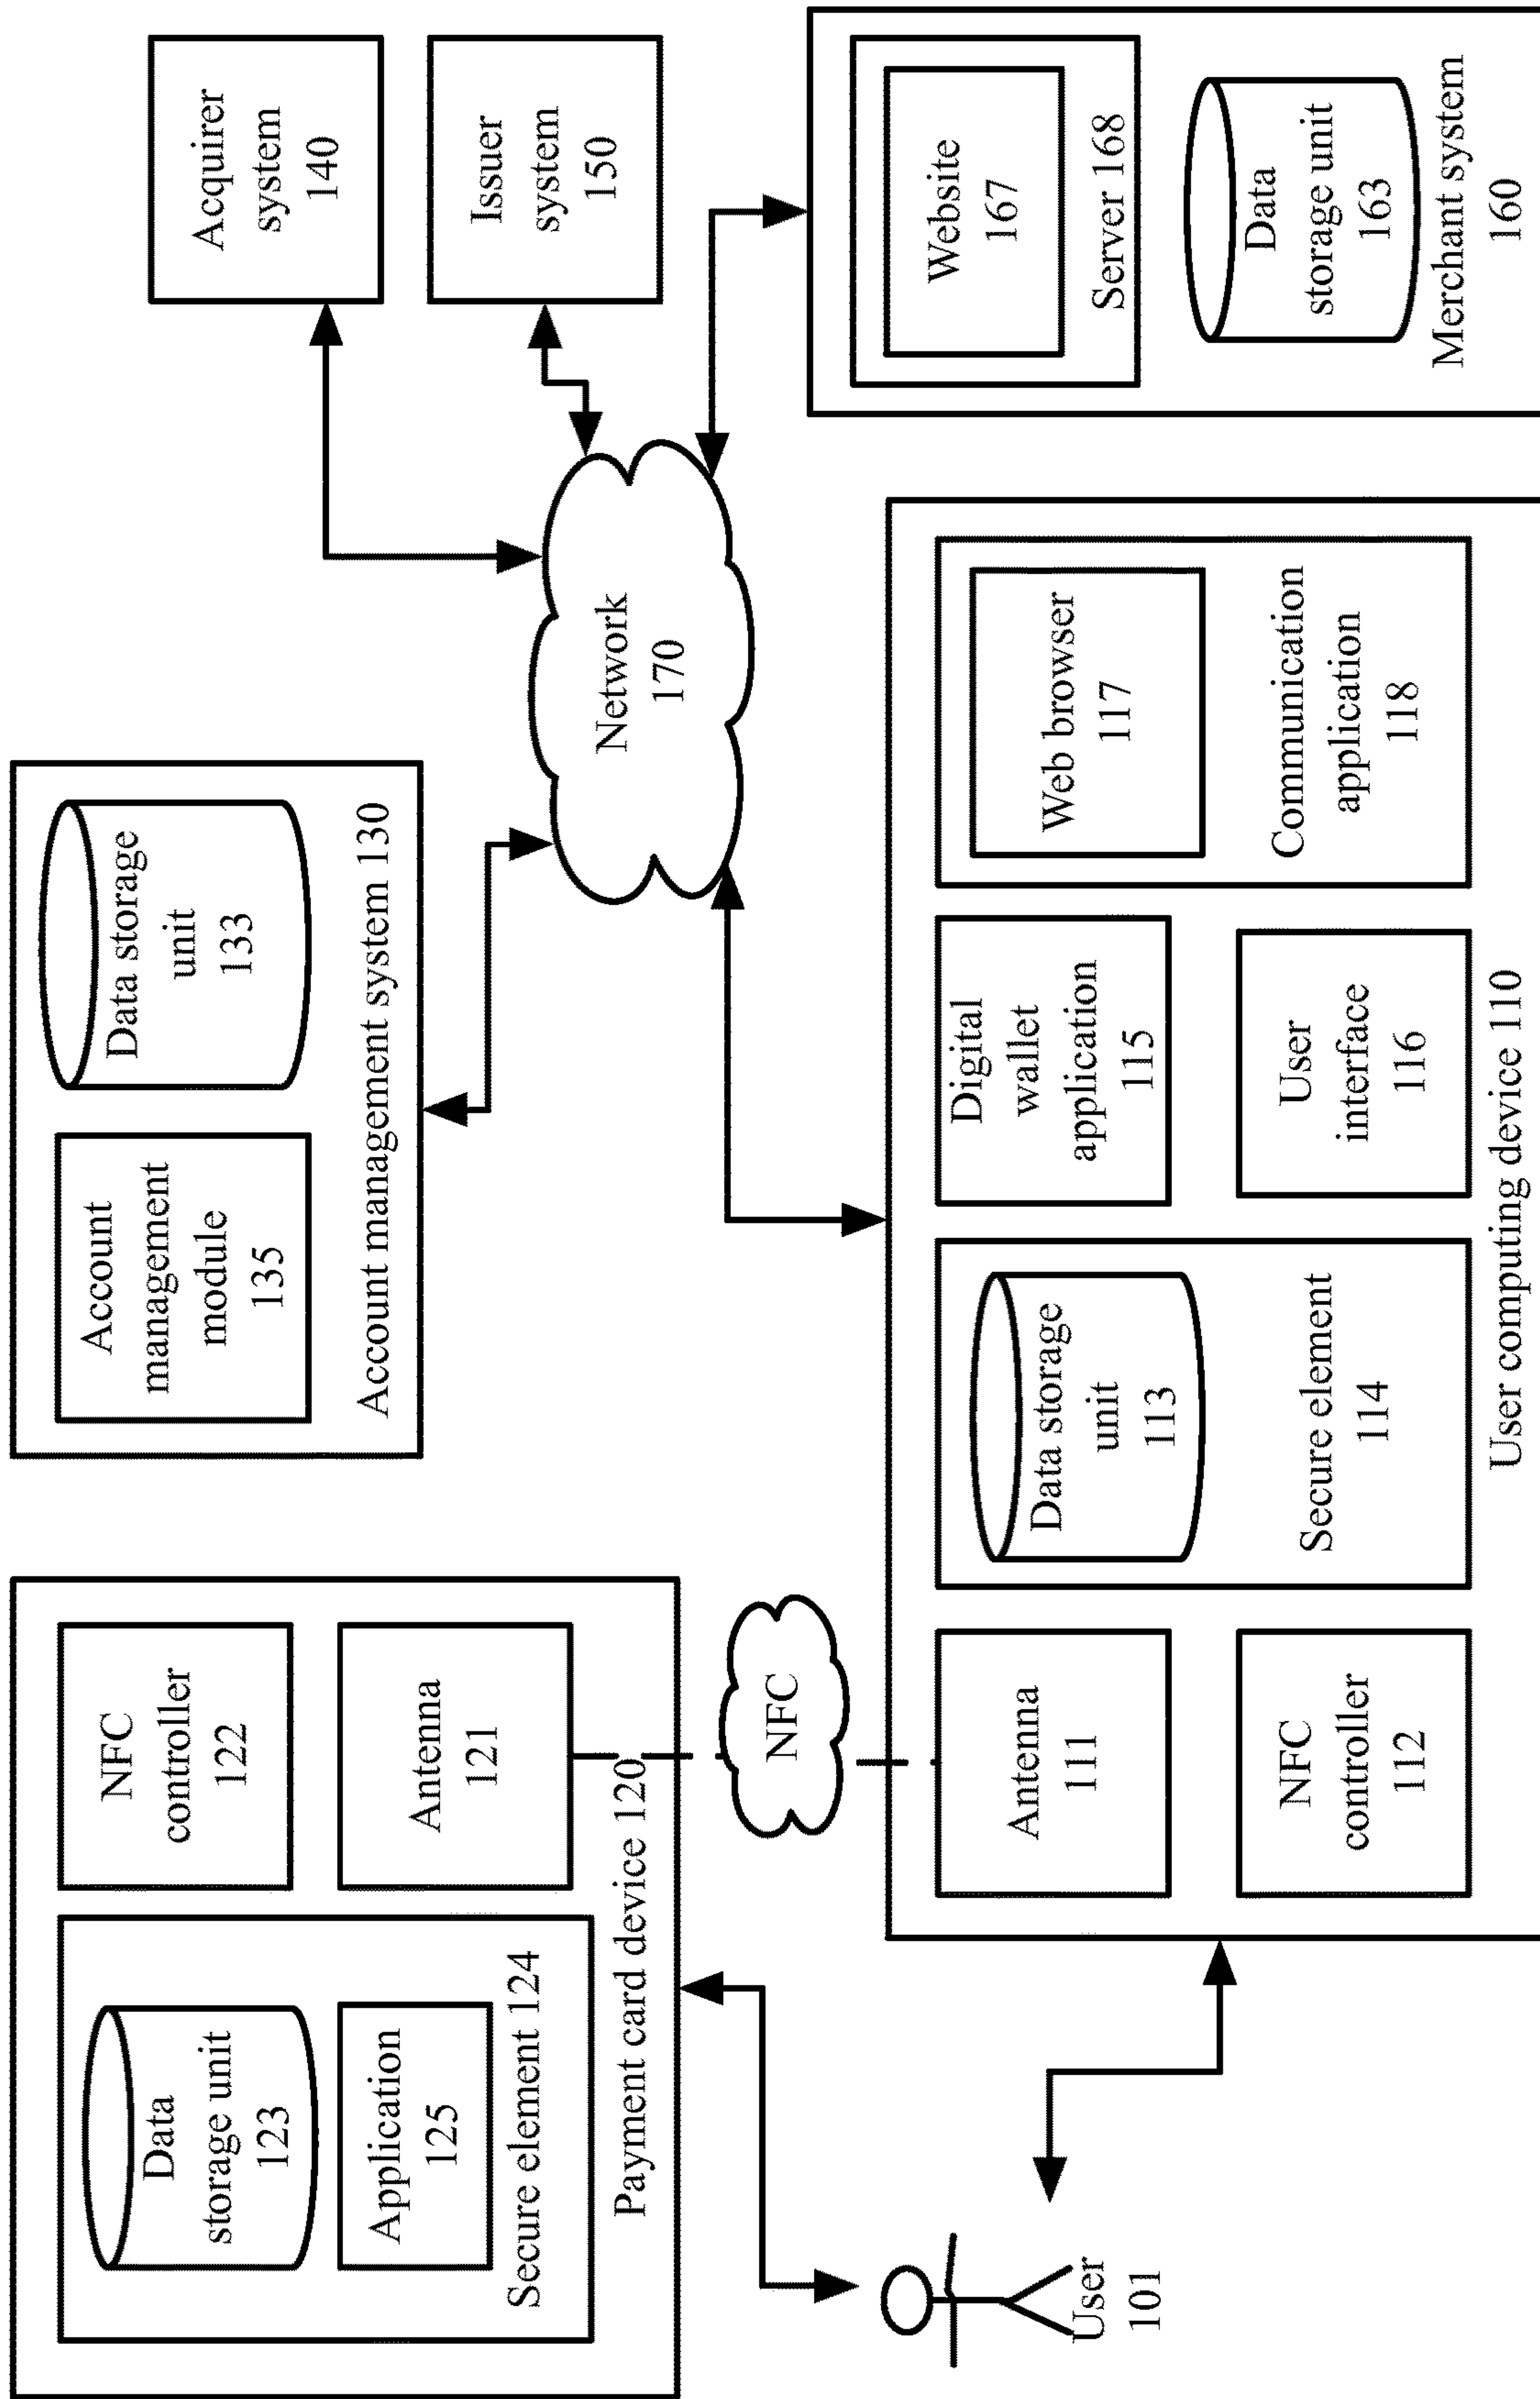 Data
storage unit
123
Application
125
Secure element 124
NFC
controller
122
Antenna
121
Payment card device 120
Account
management
module
135
Data storage
unit
133
Account management system 130
Acquirer
system
140
Issuer
system
150
Network
170
NFC
User
101
Antenna
111
NFC
controller
112
Data storage
unit
113
Secure element
114
Digital
wallet
application
115
User
interface
116
Web browser
117
Communication
application
118
User computing device 110
Website
167
Server 168
Data
storage unit
163
Merchant system
160